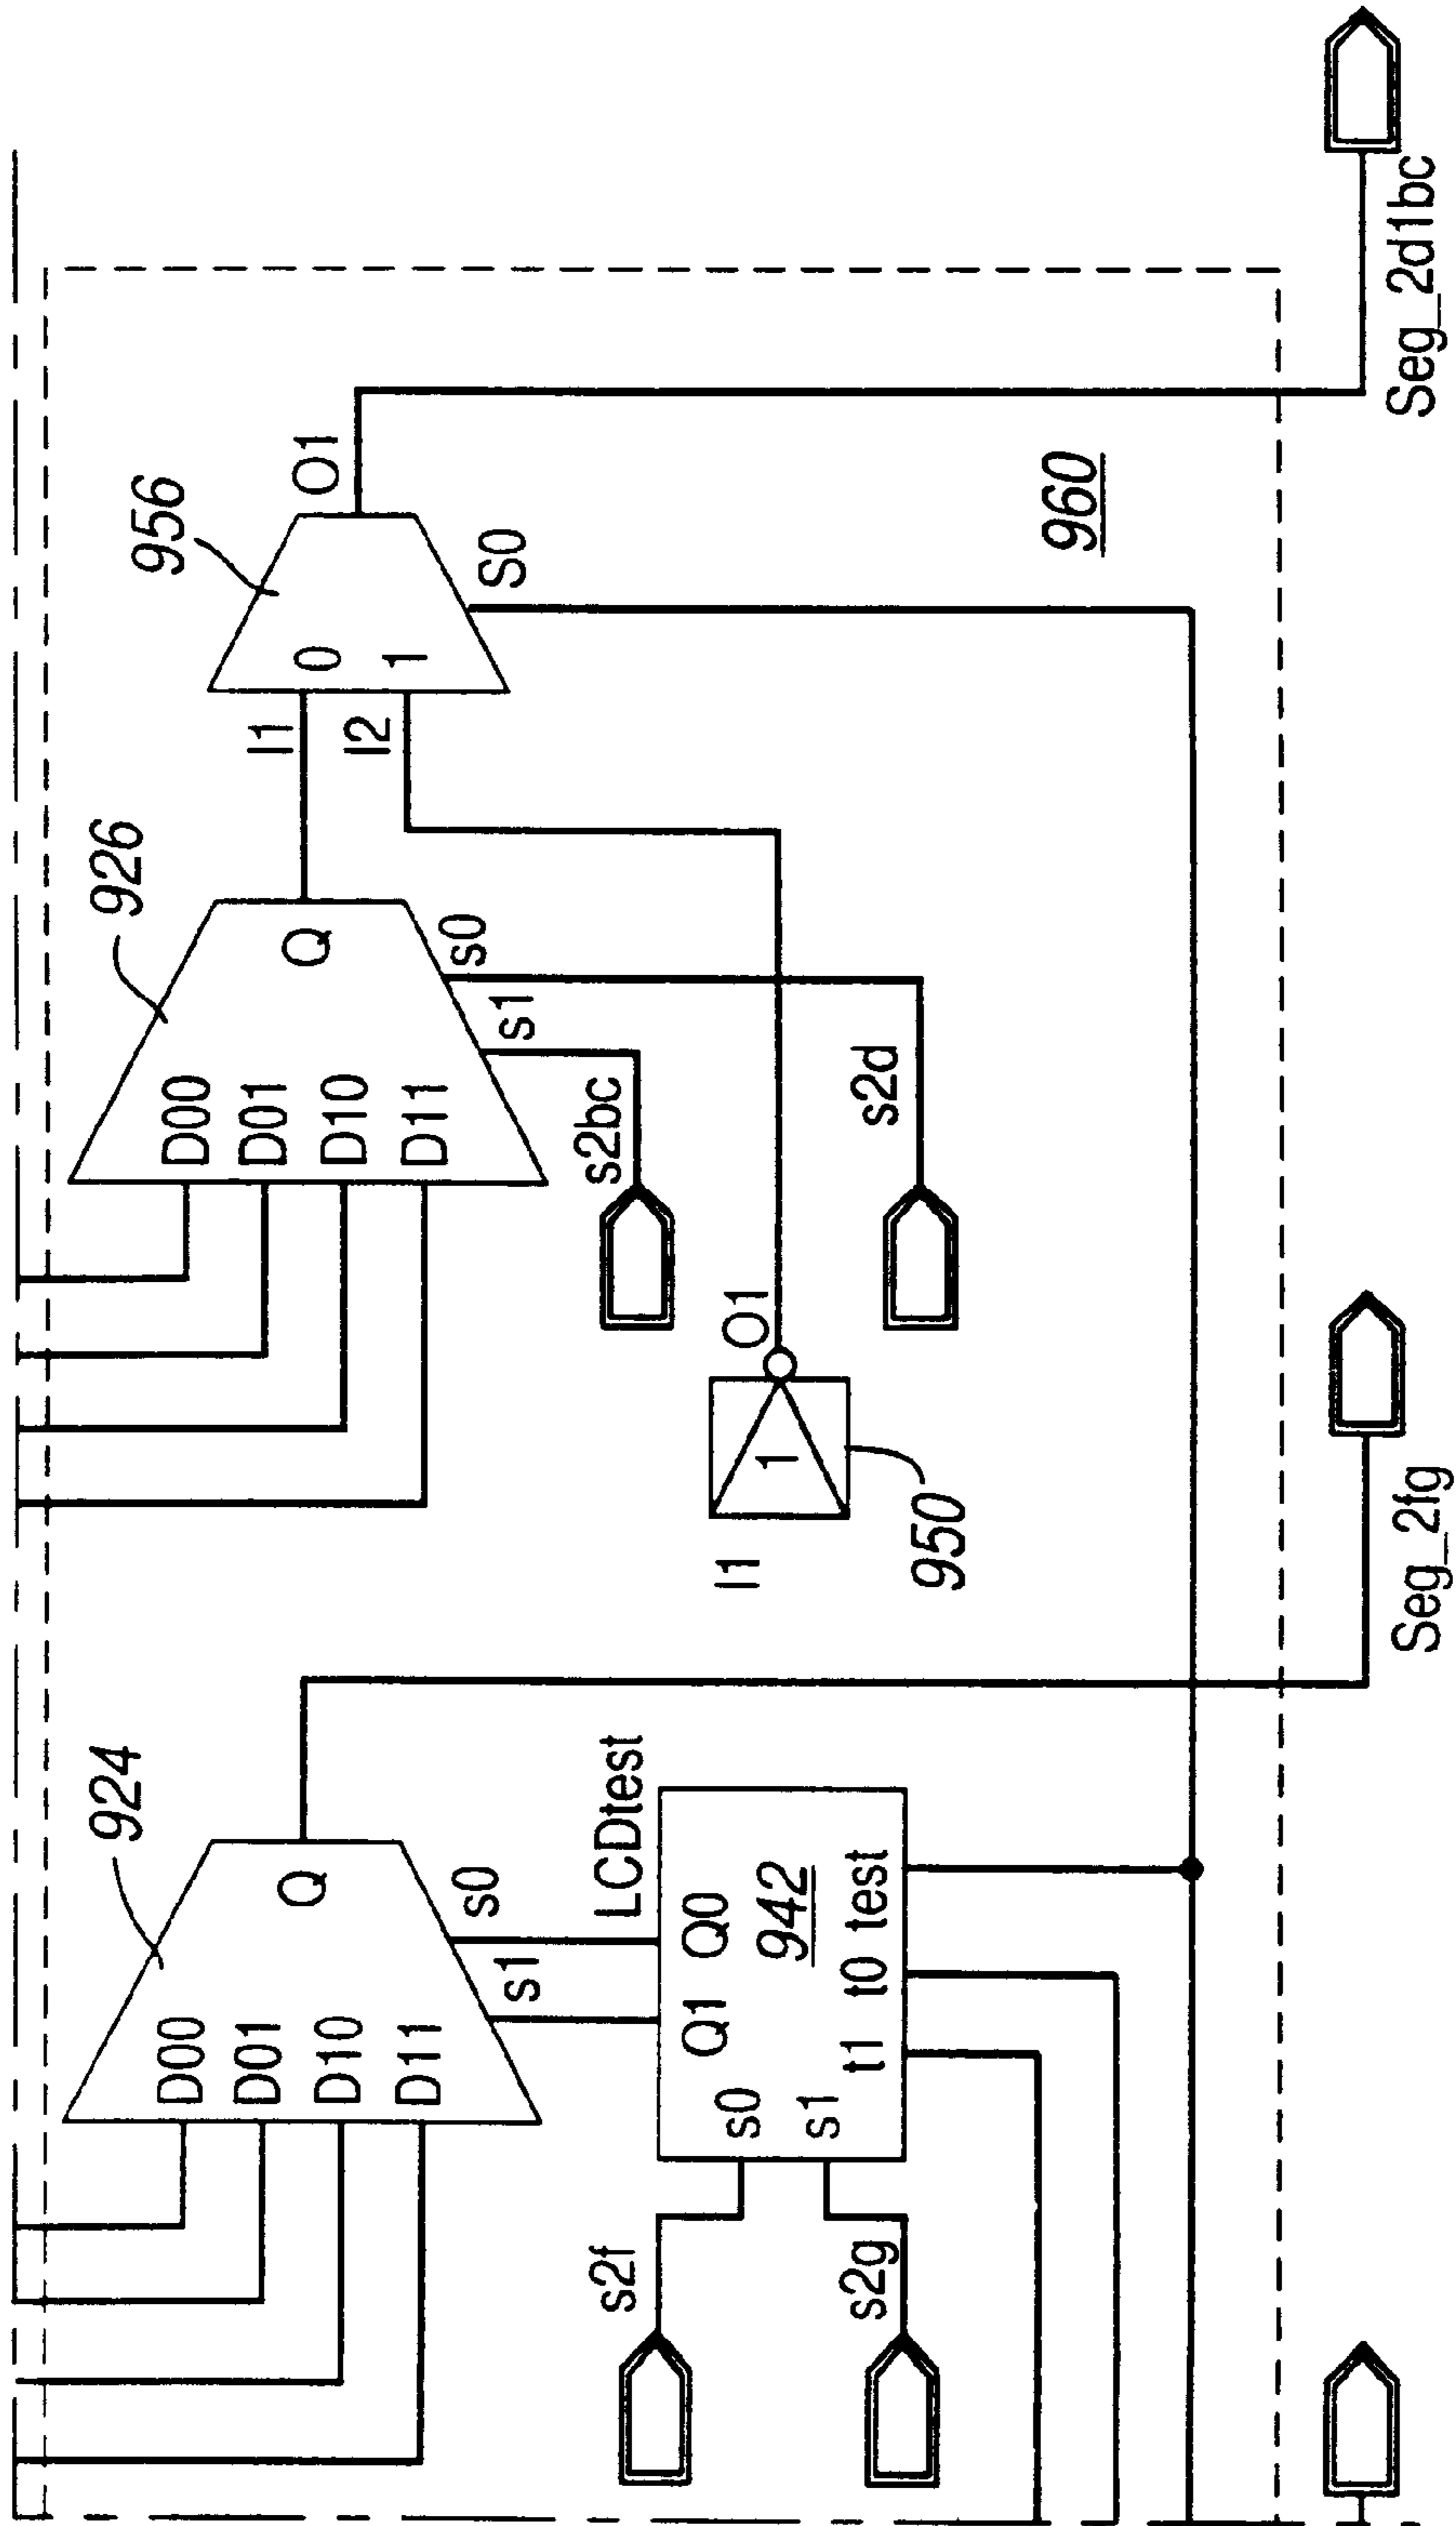 924
D00
D01
D10
D11
Q
s0
s1
LCDtest
Q1
Q0
942
s0
s1
t1
t0
test
s2f
s2g
Seg_2fg
926
D00
D01
D10
D11
Q
s0
s1
s2bc
s2d
I1
1
O1
950
956
I1
I2
0
1
O1
S0
960
Seg_2d1bc